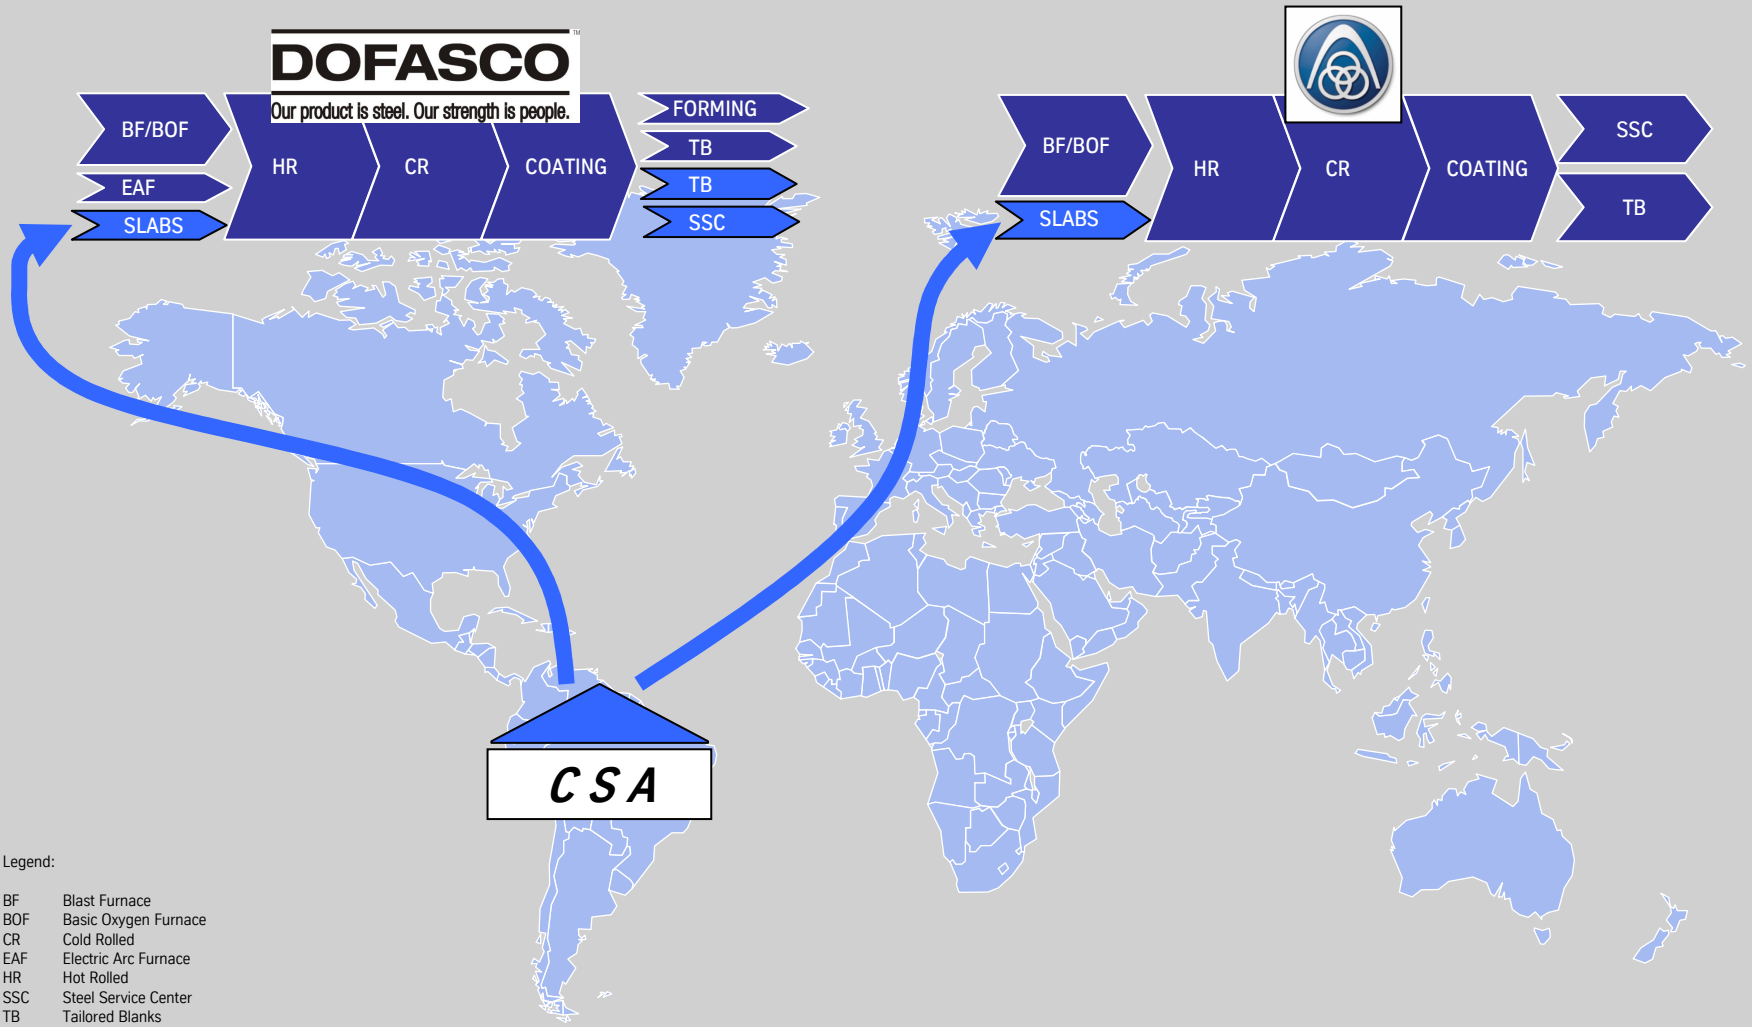 DOFASCO™
Our product is steel. Our strength is people.
BF/BOF
EAF
SLABS
HR
CR
COATING
FORMING
TB
TB
SSC
BF/BOF
SLABS
HR
CR
COATING
SSC
TB
CSA
Legend:
BF Blast Furnace
BOF Basic Oxygen Furnace
CR Cold Rolled
EAF Electric Arc Furnace
HR Hot Rolled
SSC Steel Service Center
TB Tailored Blanks